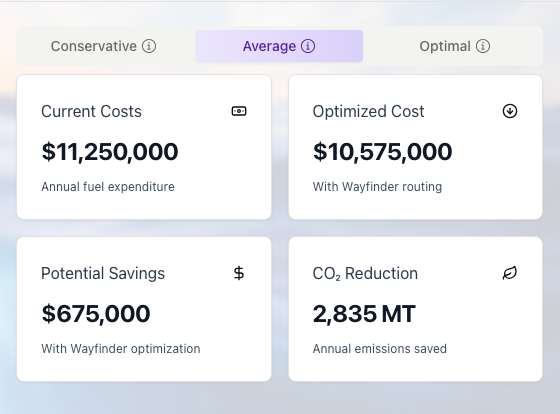 Conservative
Average
Optimal
Current Costs
$11,250,000
Annual fuel expenditure
Optimized Cost
$10,575,000
With Wayfinder routing
Potential Savings
$
$675,000
With Wayfinder optimization
CO₂ Reduction
2,835 MT
Annual emissions saved